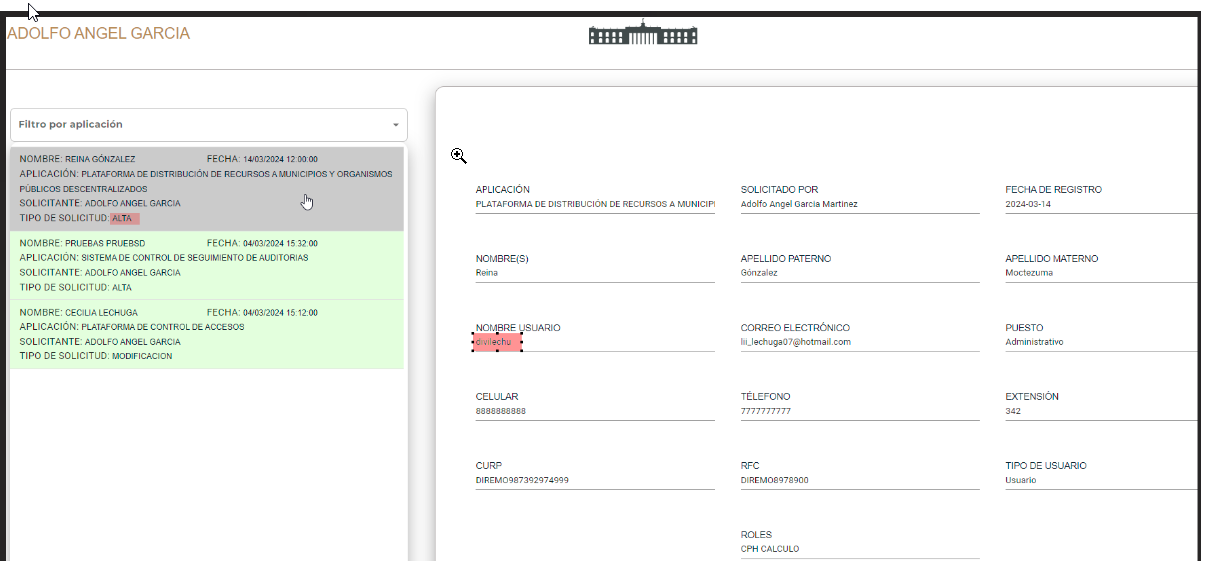 ADOLFO ANGEL GARCIA
Filtro por aplicación
NOMBRE: REINA GÓNZALEZ FECHA: 14/03/2024 12:00:00
APLICACIÓN: PLATAFORMA DE DISTRIBUCIÓN DE RECURSOS A MUNICIPIOS Y ORGANISMOS
PÚBLICOS DESCENTRALIZADOS
SOLICITANTE: ADOLFO ANGEL GARCIA
TIPO DE SOLICITUD: ALTA
NOMBRE: PRUEBAS PRUEBSD FECHA: 04/03/2024 15:32:00
APLICACIÓN: SISTEMA DE CONTROL DE SEGUIMIENTO DE AUDITORIAS
SOLICITANTE: ADOLFO ANGEL GARCIA
TIPO DE SOLICITUD: ALTA
NOMBRE: CECILIA LECHUGA FECHA: 04/03/2024 15:12:00
APLICACIÓN: PLATAFORMA DE CONTROL DE ACCESOS
SOLICITANTE: ADOLFO ANGEL GARCIA
TIPO DE SOLICITUD: MODIFICACION
APLICACIÓN SOLICITADO POR FECHA DE REGISTRO
PLATAFORMA DE DISTRIBUCIÓN DE RECURSOS A MUNICIPI Adolfo Angel Garcia Martinez 2024-03-14
NOMBRE(S) APELLIDO PATERNO APELLIDO MATERNO
Reina Gónzalez Moctezuma
NOMBRE USUARIO CORREO ELECTRÓNICO PUESTO
divilechu lii_lechuga07@hotmail.com Administrativo
CELULAR TÉLEFONO EXTENSIÓN
8888888888 7777777777 342
CURP RFC TIPO DE USUARIO
DIREMO987392974999 DIREMO8978900 Usuario
ROLES
CPH CALCULO